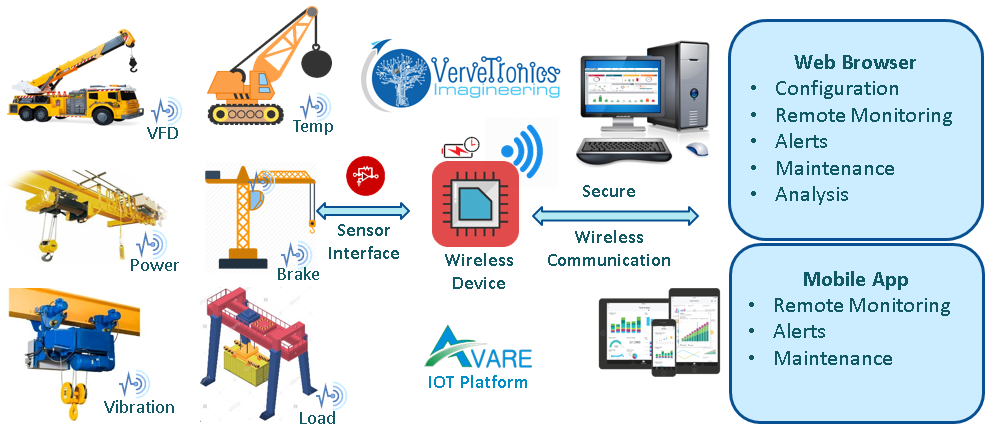 VFD
Temp
VerveTronics
Imagineering
Power
Brake
Vibration
Load
Sensor
Interface
Wireless
Device
Secure
Wireless
Communication
AVARE
IOT Platform
Web Browser
• Configuration
• Remote Monitoring
• Alerts
• Maintenance
• Analysis
Mobile App
• Remote Monitoring
• Alerts
• Maintenance